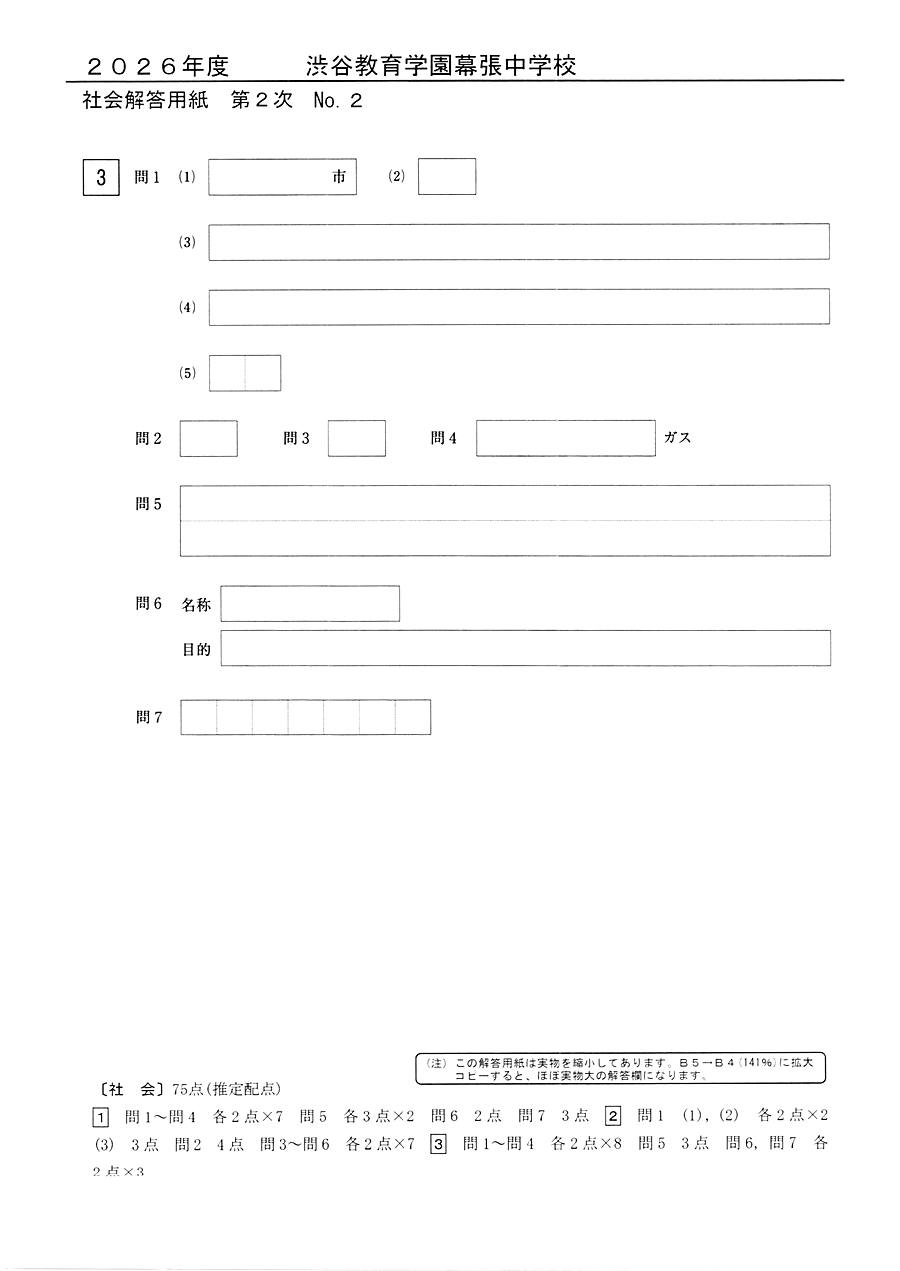 2026年度 渋谷教育学園幕張中学校
社会解答用紙 第2次 No.2
3 問1 (1) 市 (2)
(3)
(4)
(5)
問2 問3 問4 ガス
問5
問6 名称
目的
問7
(注) この解答用紙は実物を縮小してあります。B5→B4(141%)に拡大
コピーすると、ほぼ実物大の解答欄になります。
〔社 会〕75点(推定配点)
1 問1～問4 各2点×7 問5 各3点×2 問6 2点 問7 3点 2 問1 (1),(2) 各2点×2
(3) 3点 問2 4点 問3～問6 各2点×7 3 問1～問4 各2点×8 問5 3点 問6, 問7 各
2点×3